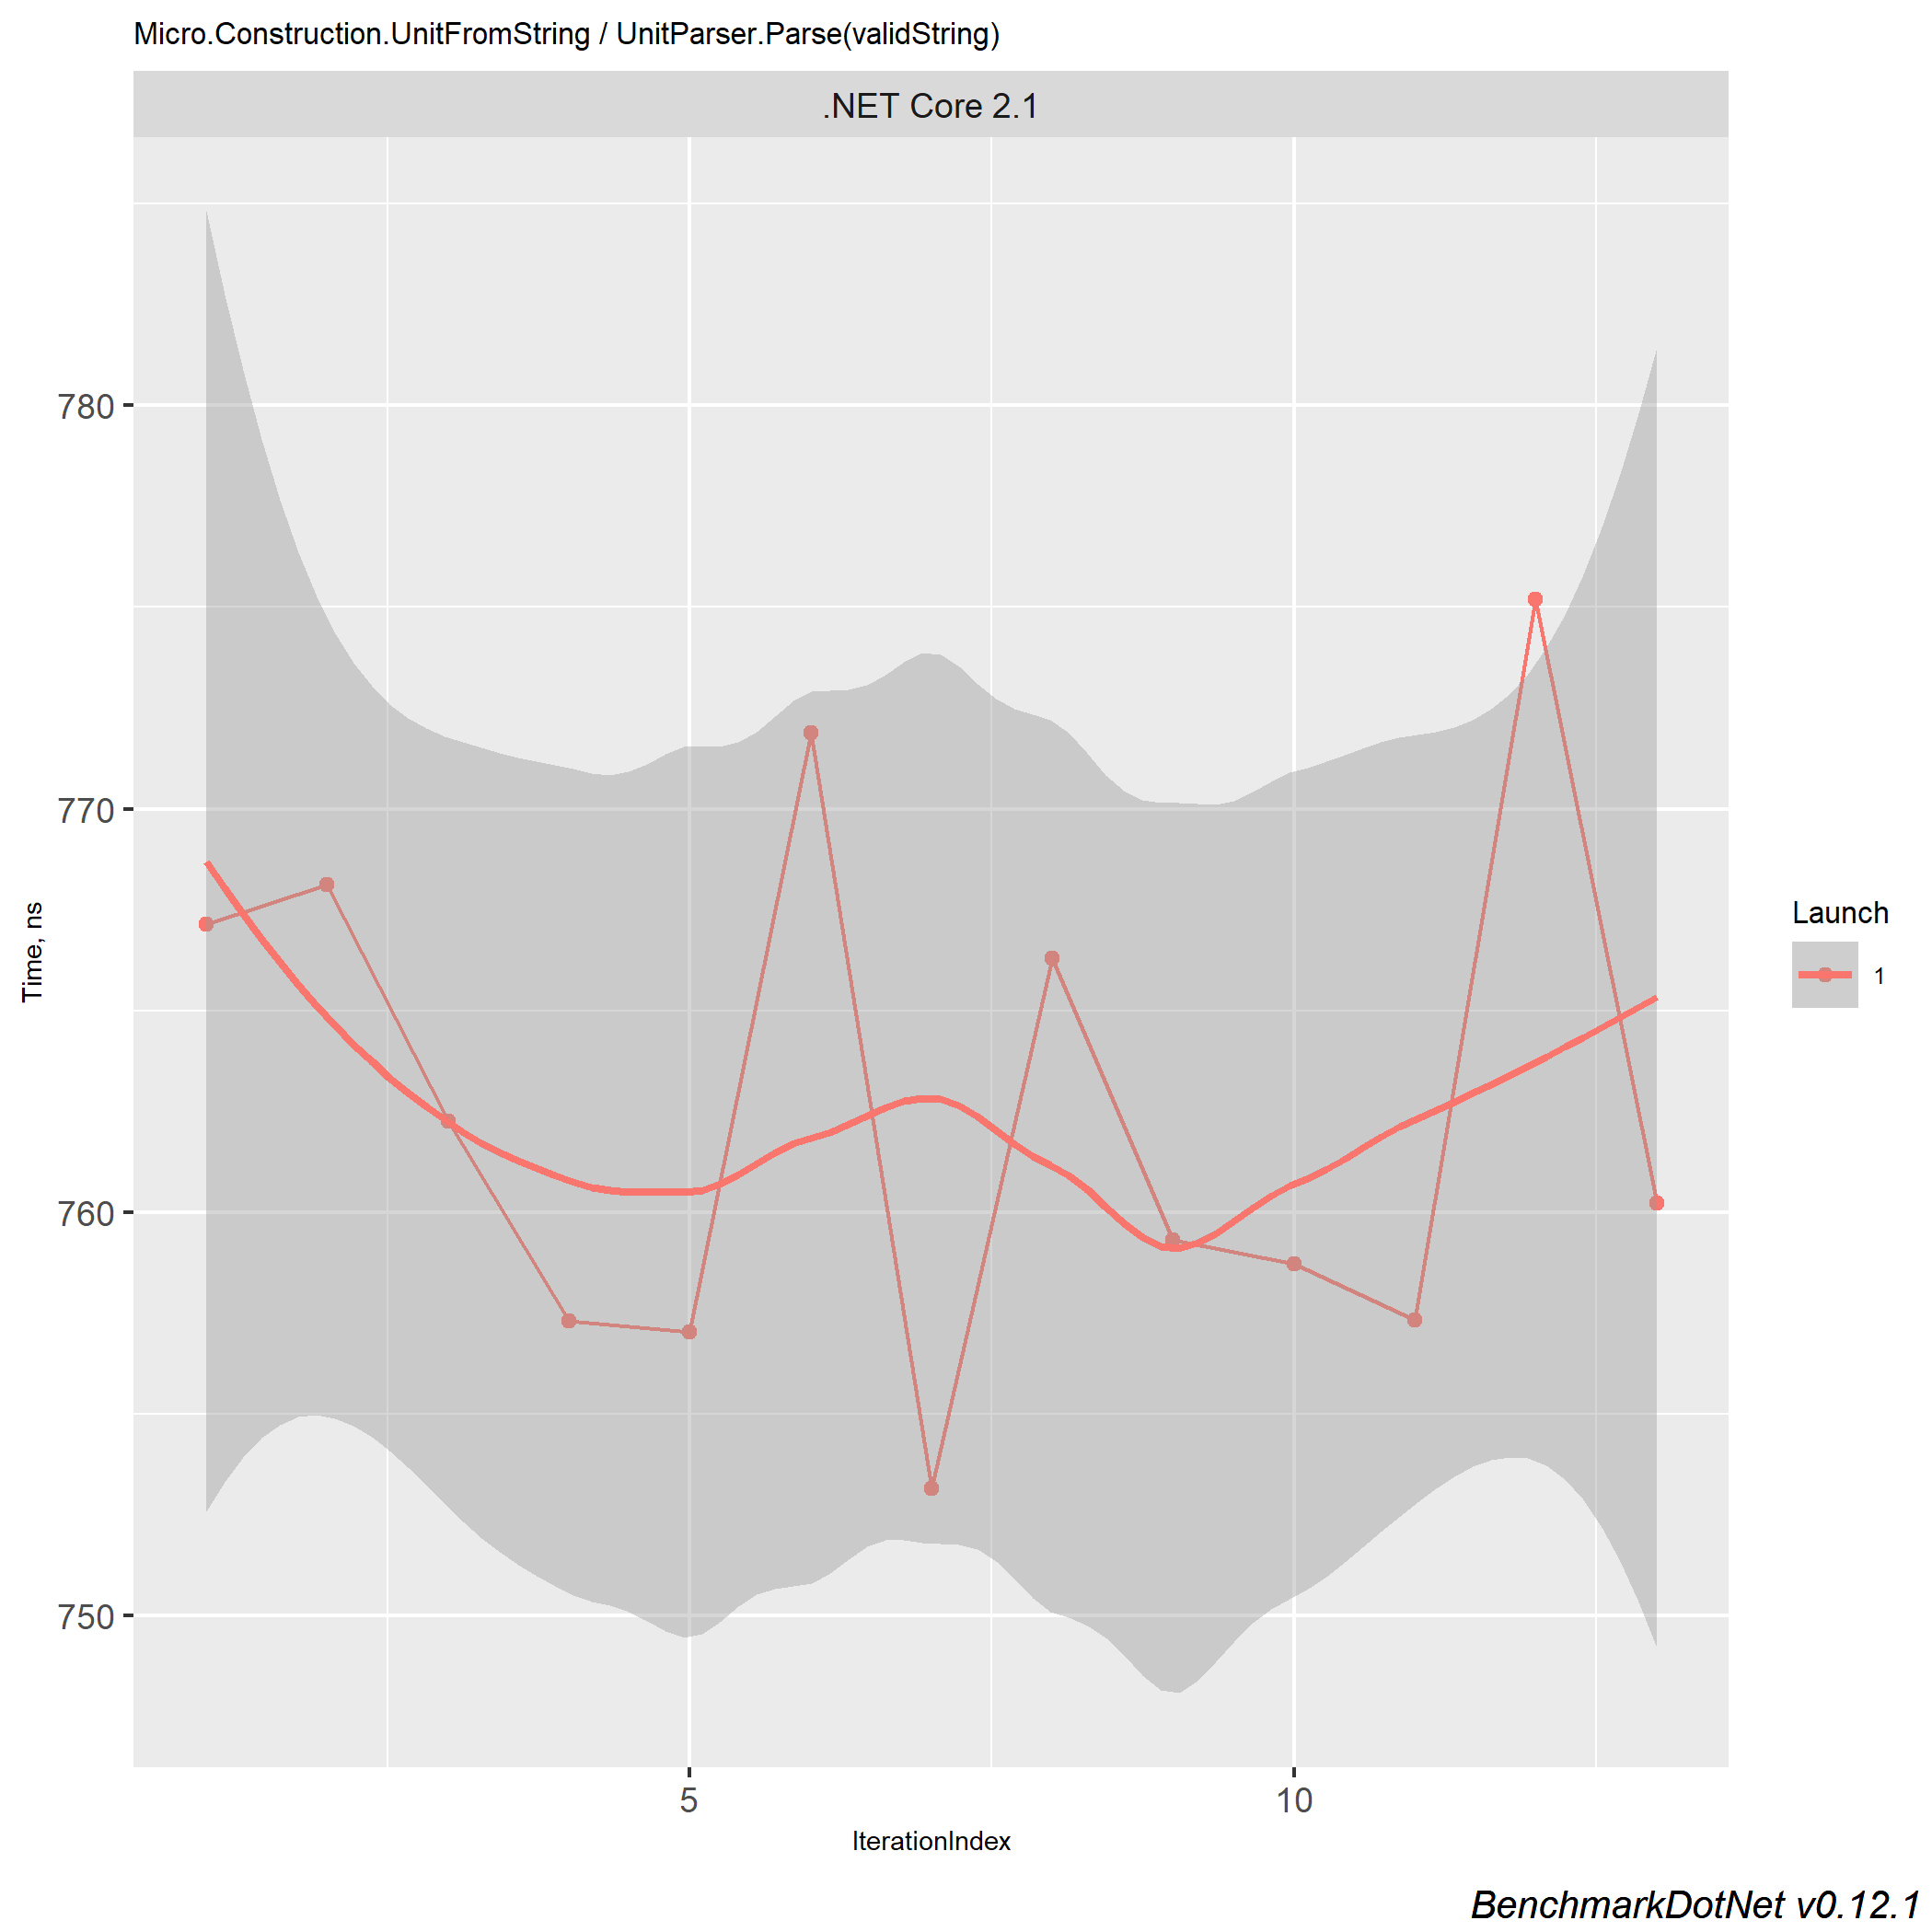 Micro.Construction.UnitFromString / UnitParser.Parse(validString)
.NET Core 2.1
780
770
760
750
Time, ns
5
10
IterationIndex
Launch
1
BenchmarkDotNet v0.12.1